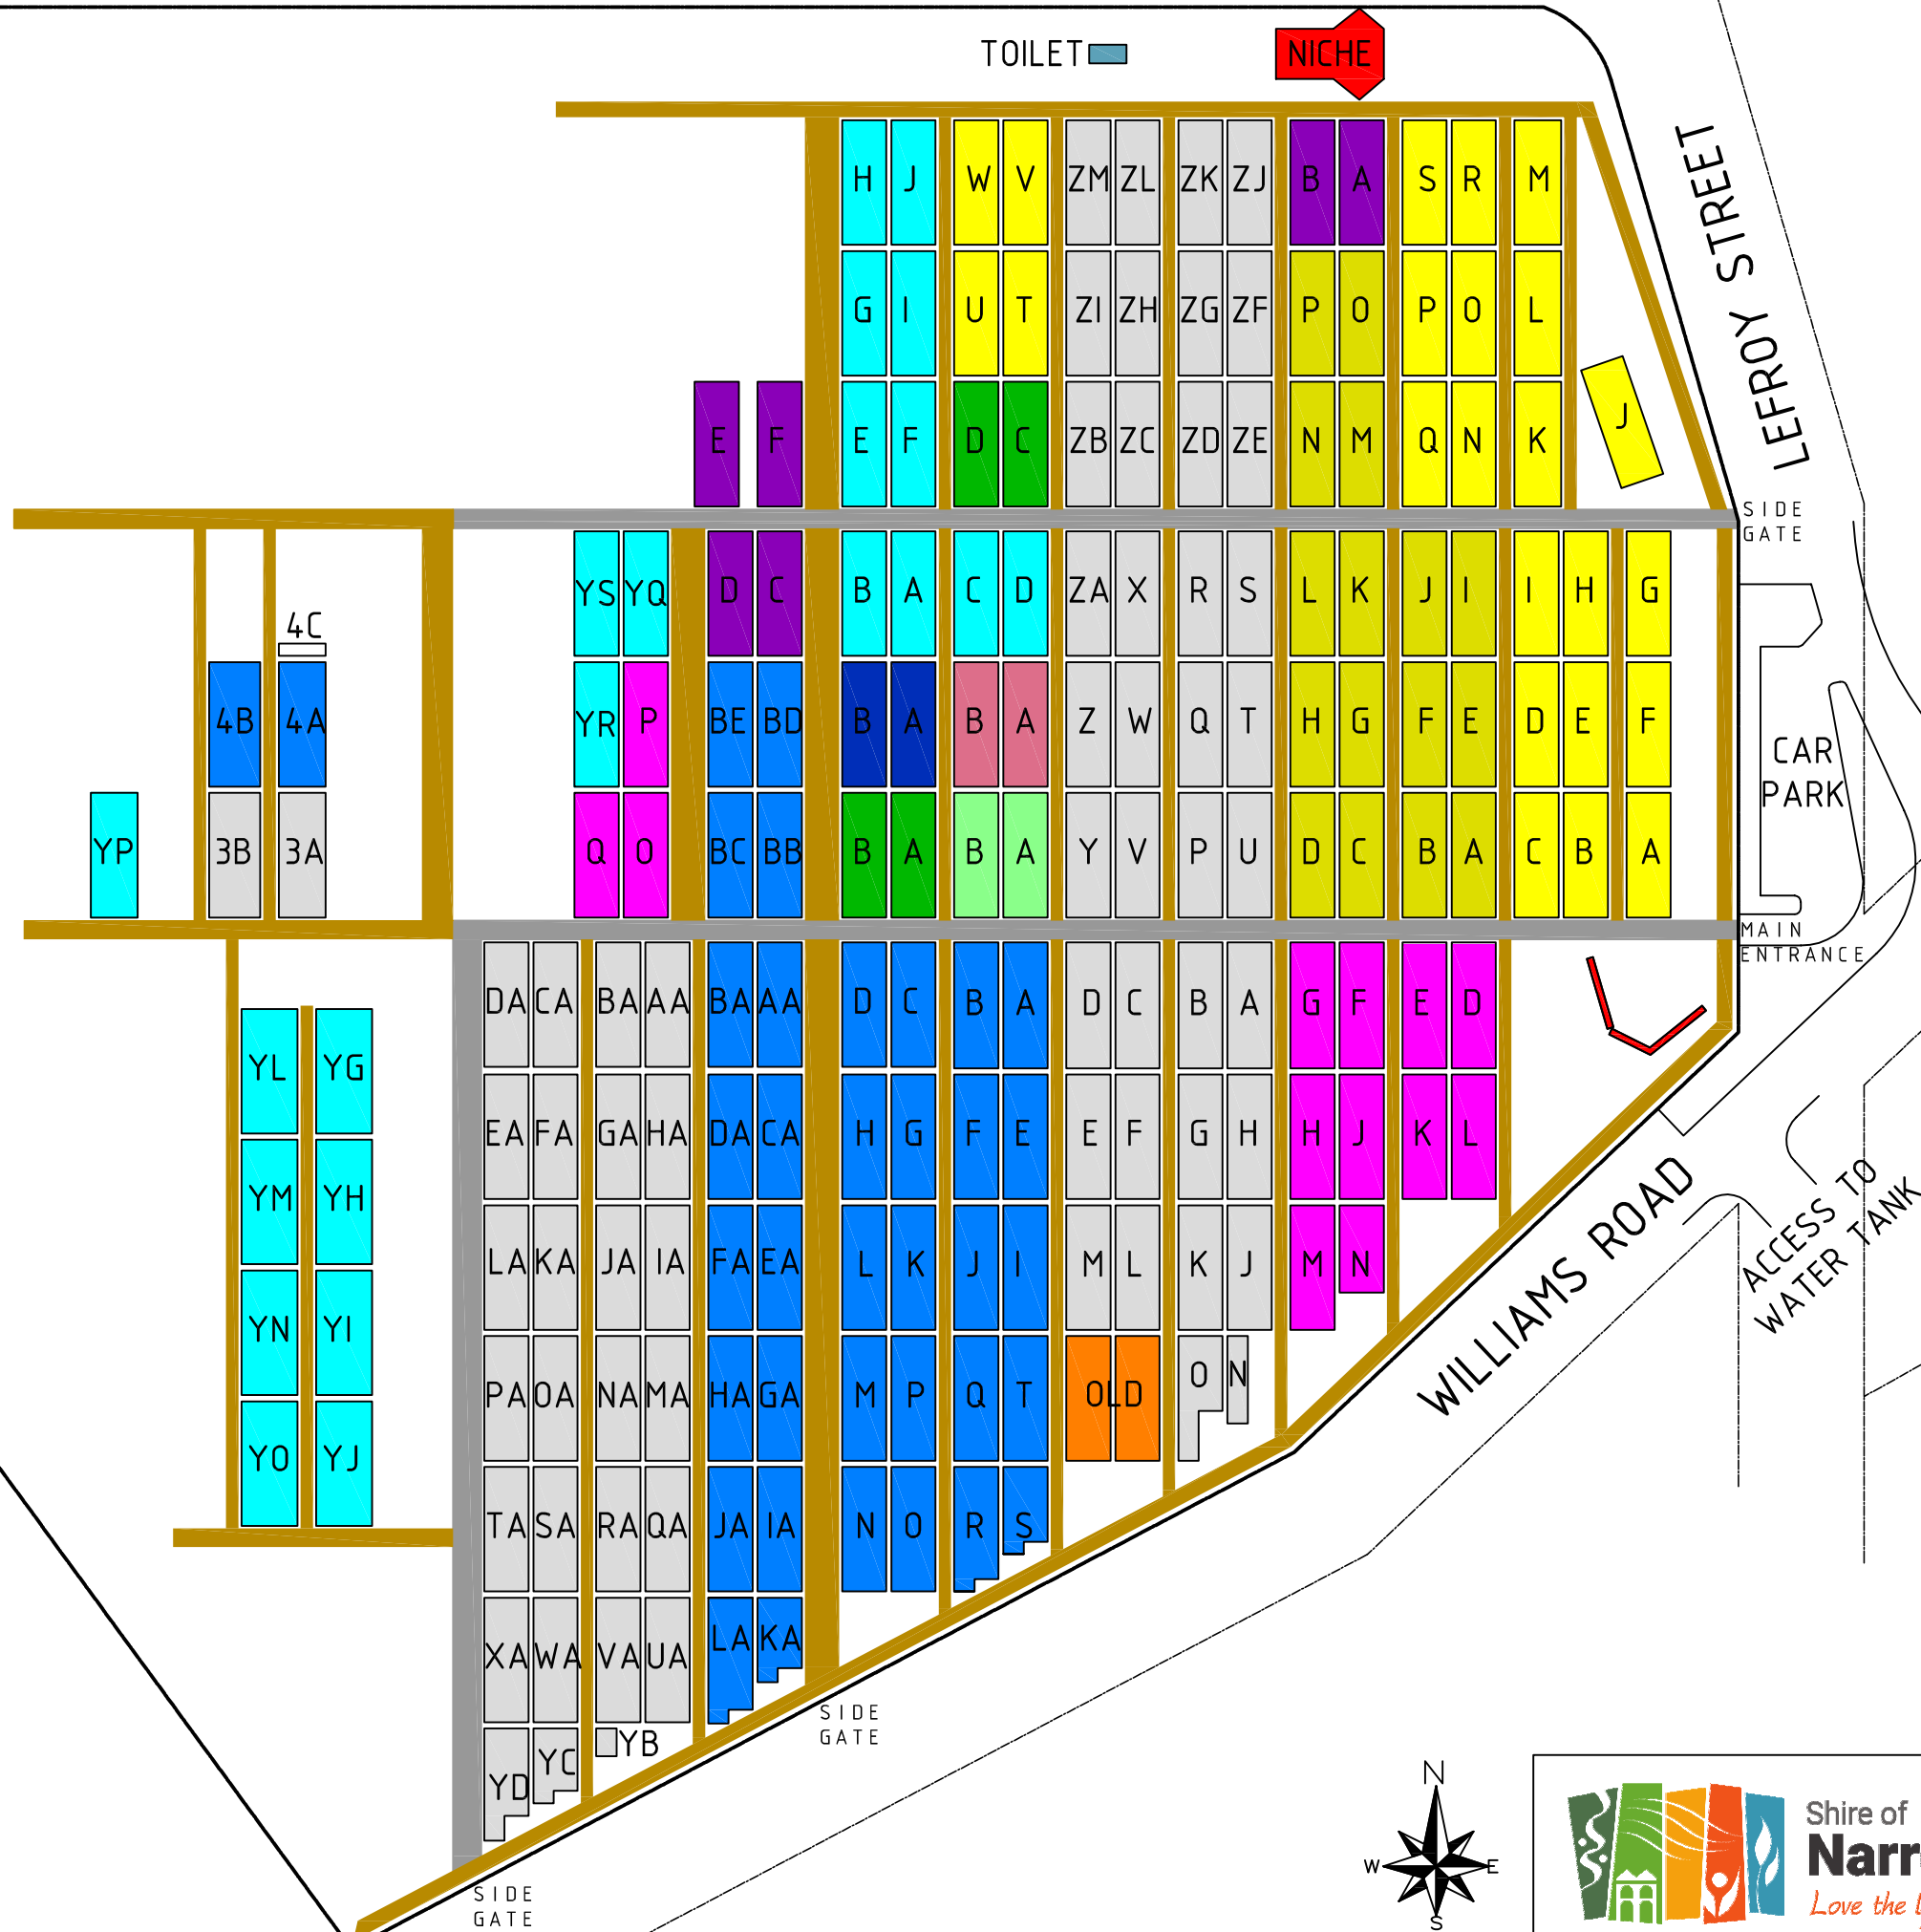 TOILET
NICHE
H J W V ZM ZL ZK ZJ B A S R M
LEFROY STREET
G I U T ZI ZH ZG ZF P O P O L
E F E F D C ZB ZC ZD ZE N M Q N K J
SIDE
GATE
YS YQ D C B A C D ZA X R S L K J I I H G
4C
4B 4A YR P BE BD B A B A Z W Q T H G F E D E F
CAR
PARK
YP 3B 3A Q O BC BB B A B A Y V P U D C B A C B A
MAIN
ENTRANCE
DA CA BA AA BA AA D C B A D C B A G F E D
YL YG
EA FA GA HA DA CA H G F E E F G H H J K L
YM YH
WILLIAMS ROAD
ACCESS TO
WATER TANK
LA KA JA IA FA EA L K J I M L K J M N
YN YI
PA OA NA MA HA GA M P Q T OLD O N
YO YJ
TA SA RA QA JA IA N O R S
XA WA VA UA LA KA
SIDE
GATE
YD YC YB
SIDE
GATE
N
W E
S
Shire of
Narr
Love the